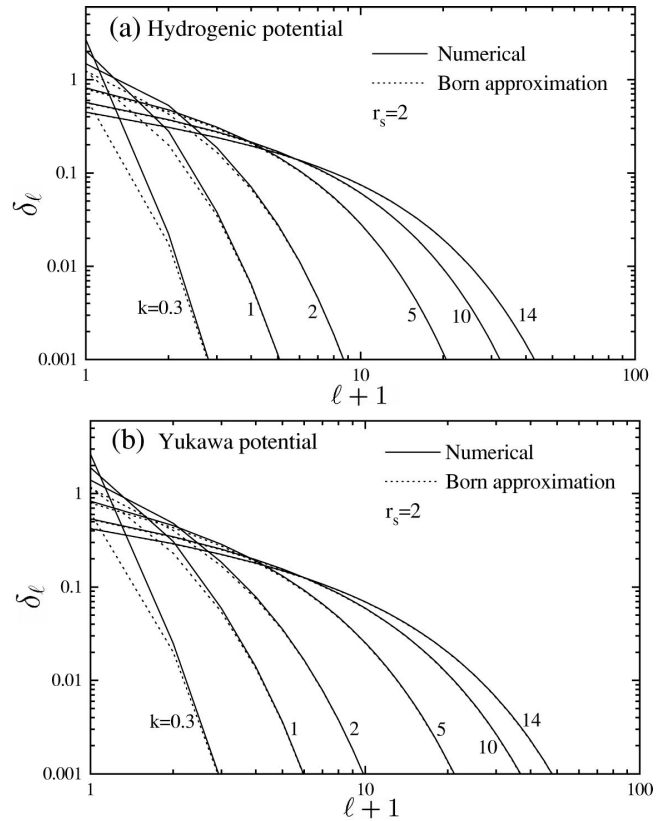 (a) Hydrogenic potential
Numerical
Born approximation
r_s=2
δ_ℓ
1
0.1
0.01
0.001
k=0.3
1
2
5
10
14
1
10
100
ℓ + 1
(b) Yukawa potential
Numerical
Born approximation
r_s=2
δ_ℓ
1
0.1
0.01
0.001
k=0.3
1
2
5
10
14
1
10
100
ℓ + 1